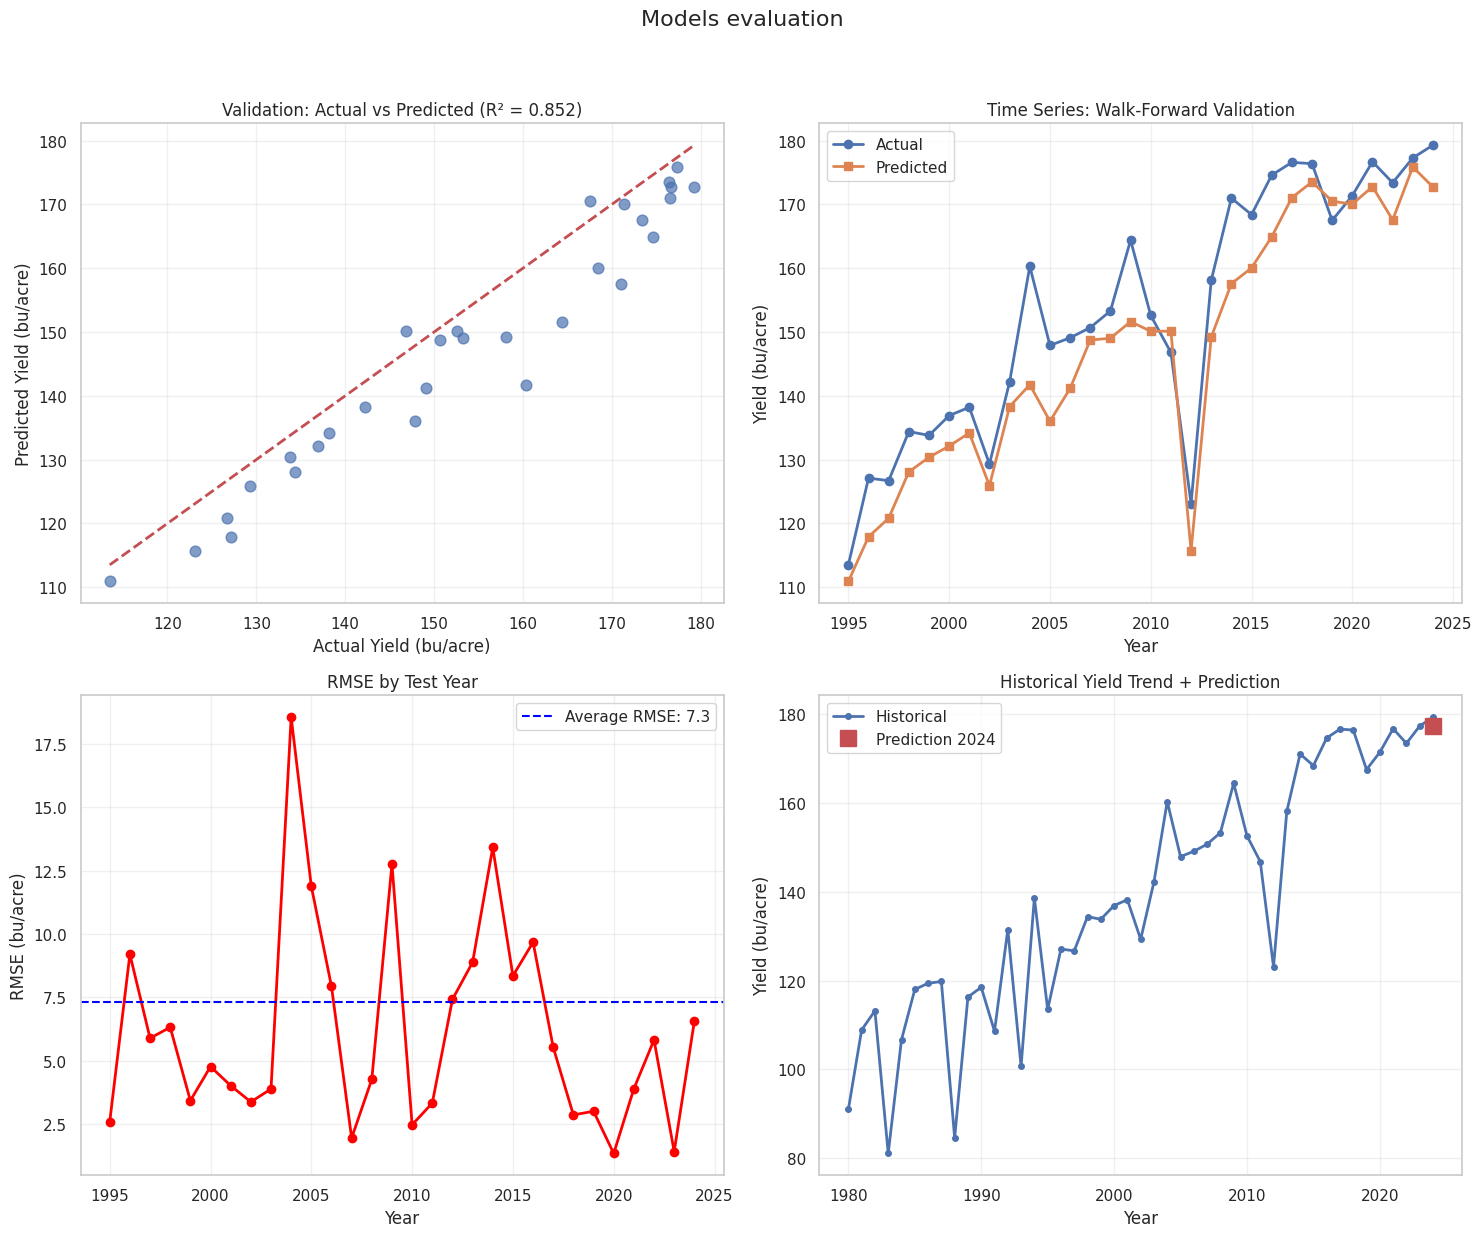 Models evaluation
Validation: Actual vs Predicted (R² = 0.852)
180
170
160
150
140
130
120
110
Predicted Yield (bu/acre)
120 130 140 150 160 170 180
Actual Yield (bu/acre)
Time Series: Walk-Forward Validation
Actual
Predicted
180
170
160
150
140
130
120
110
Yield (bu/acre)
1995 2000 2005 2010 2015 2020 2025
Year
RMSE by Test Year
Average RMSE: 7.3
17.5
15.0
12.5
10.0
7.5
5.0
2.5
RMSE (bu/acre)
1995 2000 2005 2010 2015 2020 2025
Year
Historical Yield Trend + Prediction
Historical
Prediction 2024
180
160
140
120
100
80
Yield (bu/acre)
1980 1990 2000 2010 2020
Year